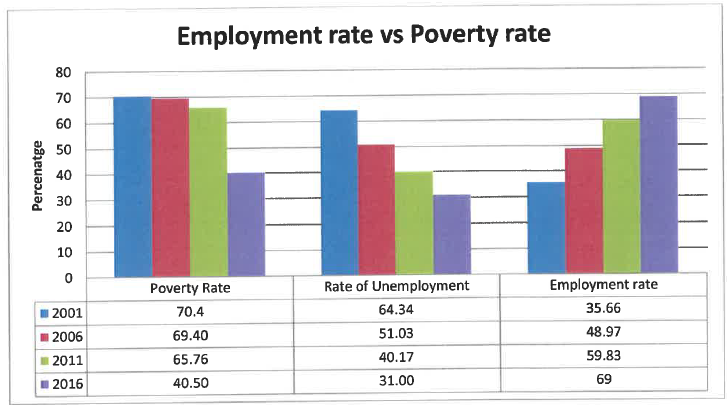 Employment rate vs Poverty rate
Percenatge
80
70
60
50
40
30
20
10
0
Poverty Rate Rate of Unemployment Employment rate
2001 70.4 64.34 35.66
2006 69.40 51.03 48.97
2011 65.76 40.17 59.83
2016 40.50 31.00 69